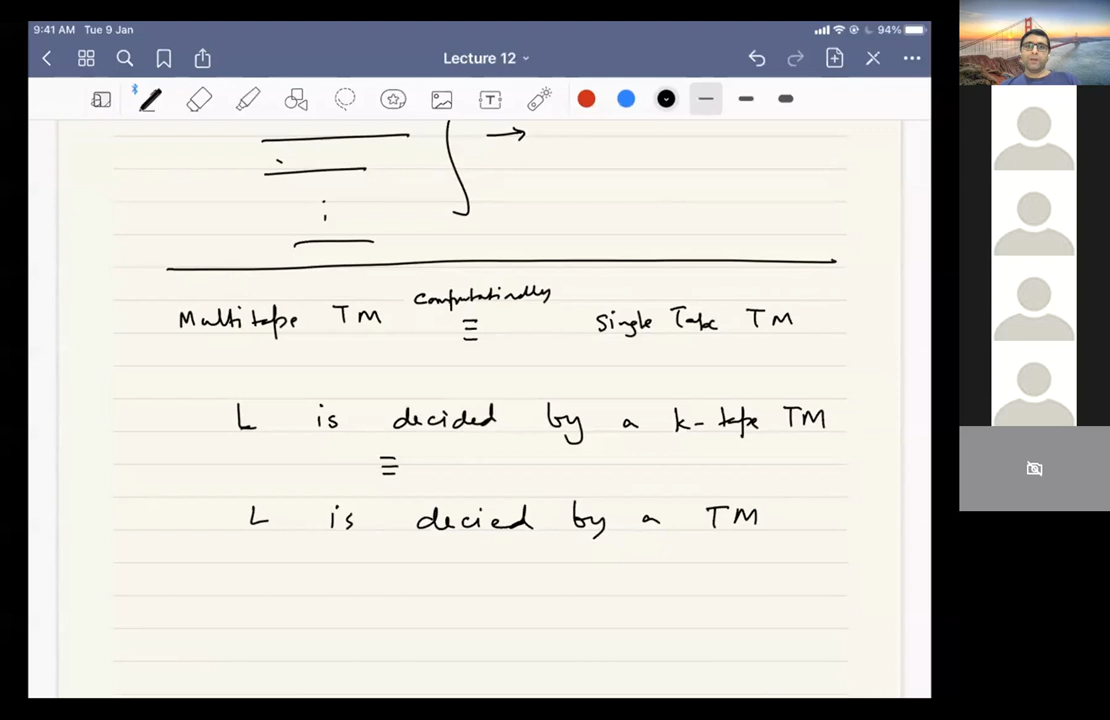 9:41 AM Tue 9 Jan
94%
Lecture 12
T
Multitape TM computationally ≡ Single Tape TM
L is decided by a k-tape TM
≡
L is decied by a TM